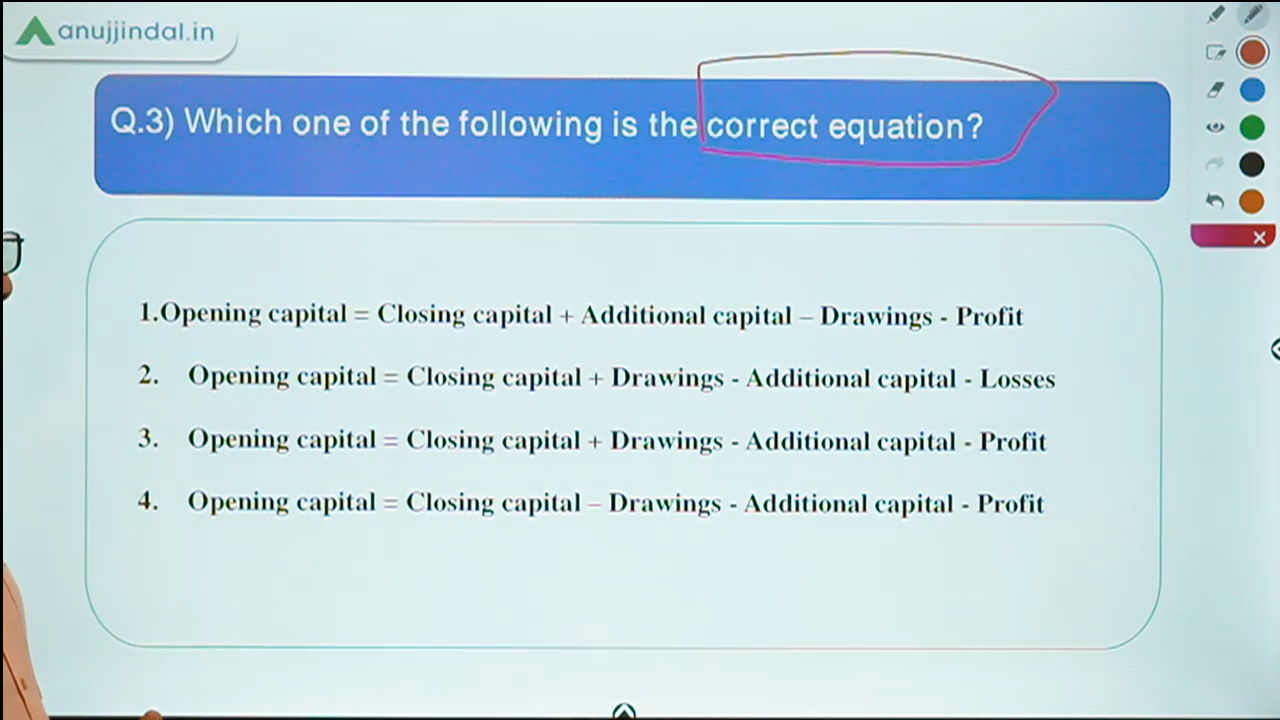 anujjindal.in
Q.3) Which one of the following is the correct equation?
1.Opening capital = Closing capital + Additional capital – Drawings - Profit
2. Opening capital = Closing capital + Drawings - Additional capital - Losses
3. Opening capital = Closing capital + Drawings - Additional capital - Profit
4. Opening capital = Closing capital – Drawings - Additional capital - Profit